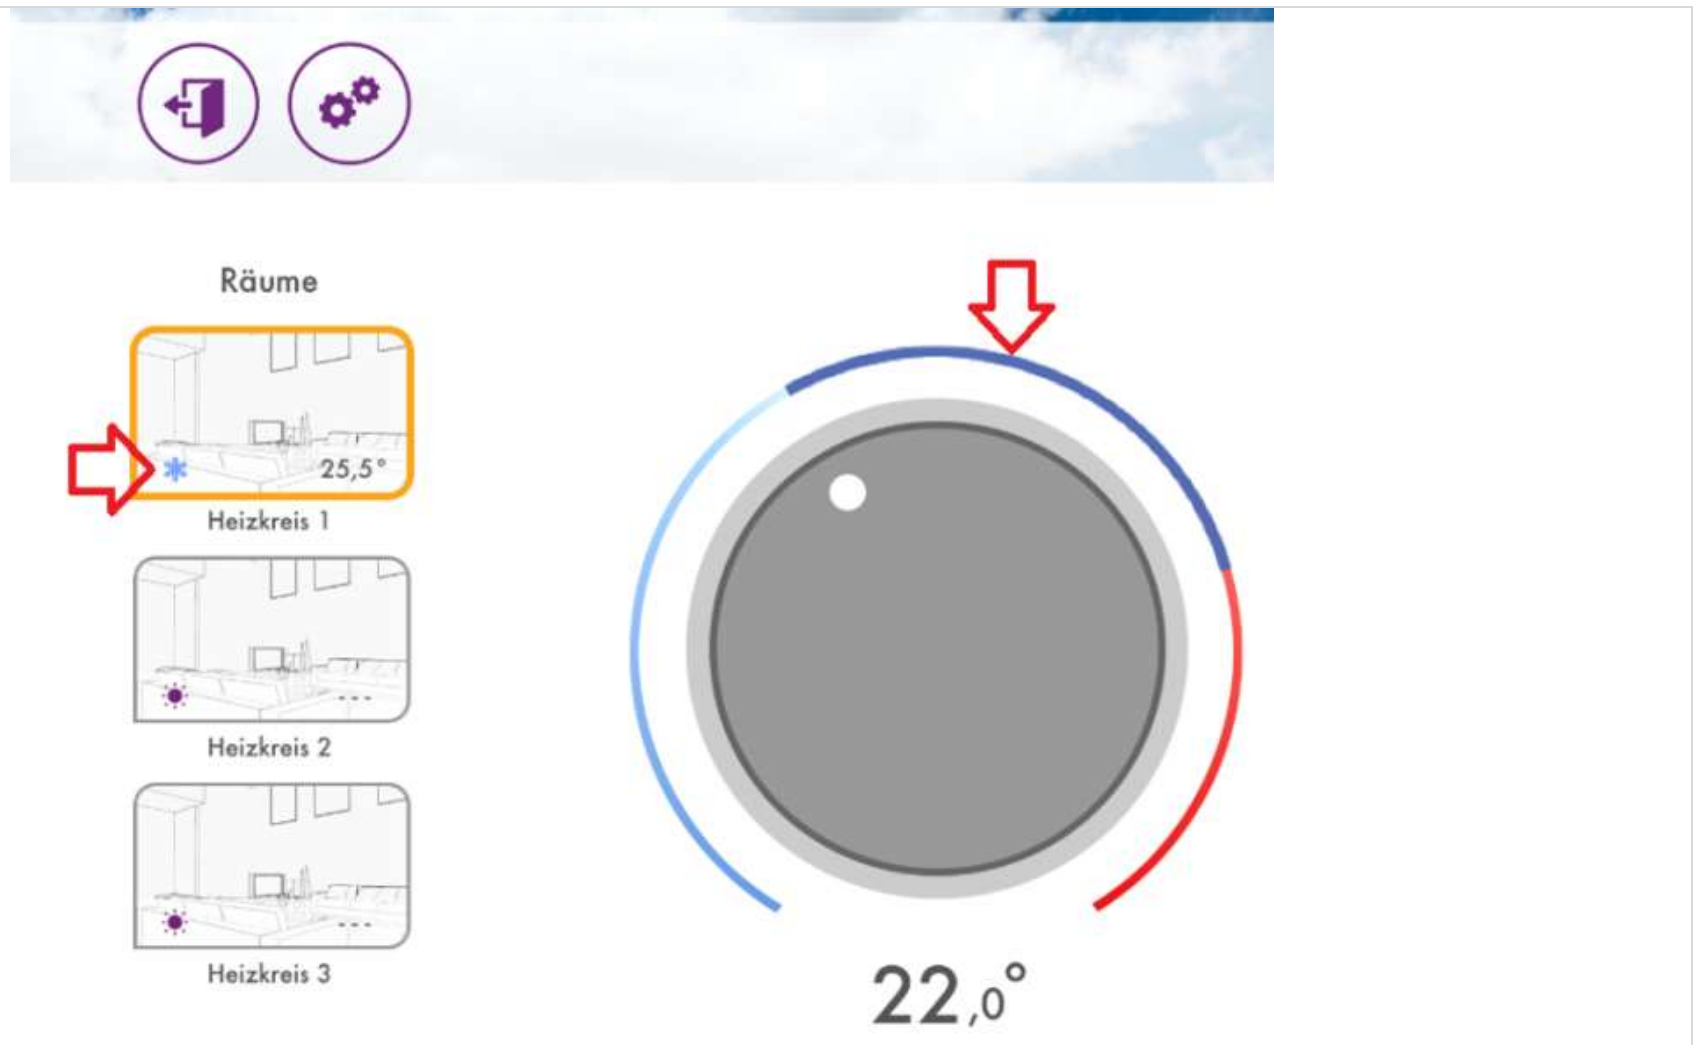 Räume
25,5°
Heizkreis 1
---
Heizkreis 2
---
Heizkreis 3
22,0°